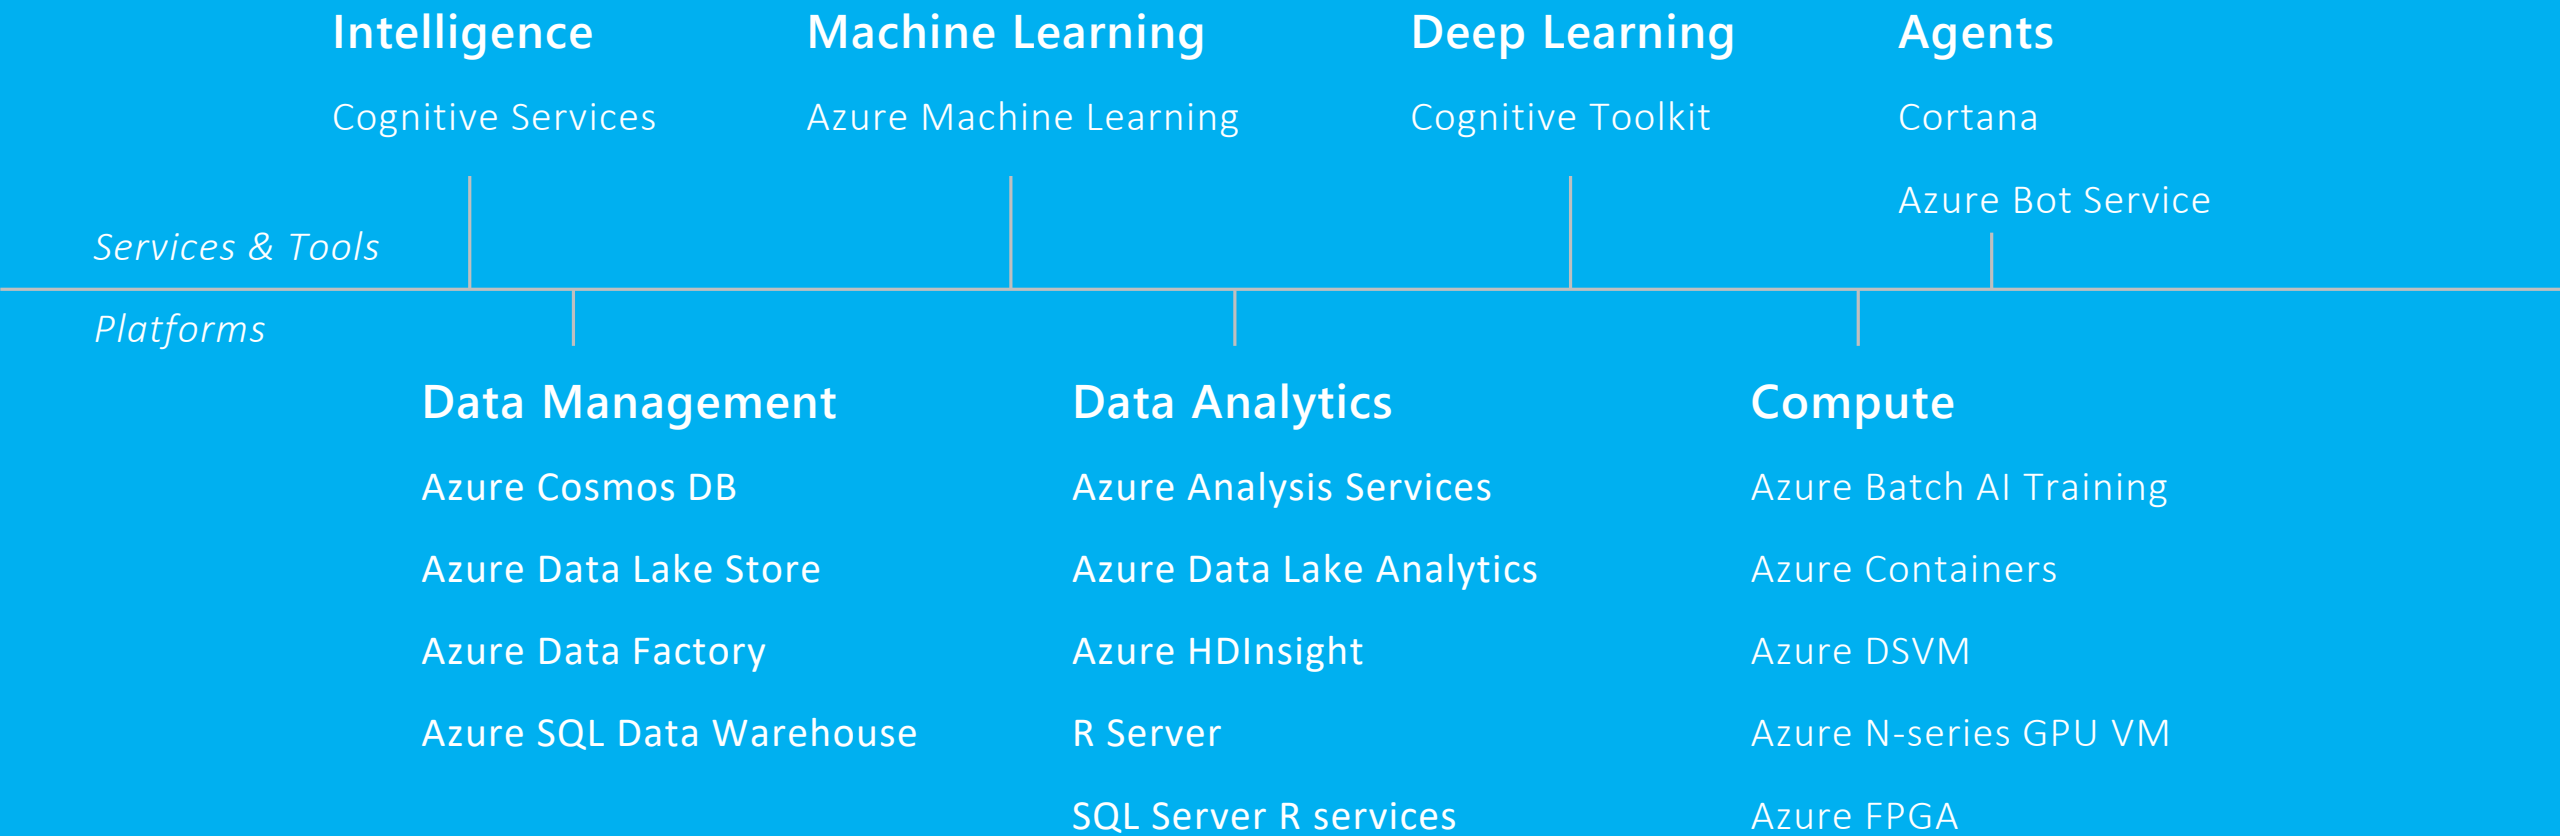 Intelligence
Cognitive Services
Machine Learning
Azure Machine Learning
Deep Learning
Cognitive Toolkit
Agents
Cortana
Azure Bot Service
Services & Tools
Platforms
Data Management
Azure Cosmos DB
Azure Data Lake Store
Azure Data Factory
Azure SQL Data Warehouse
Data Analytics
Azure Analysis Services
Azure Data Lake Analytics
Azure HDInsight
R Server
SQL Server R services
Compute
Azure Batch AI Training
Azure Containers
Azure DSVM
Azure N-series GPU VM
Azure FPGA